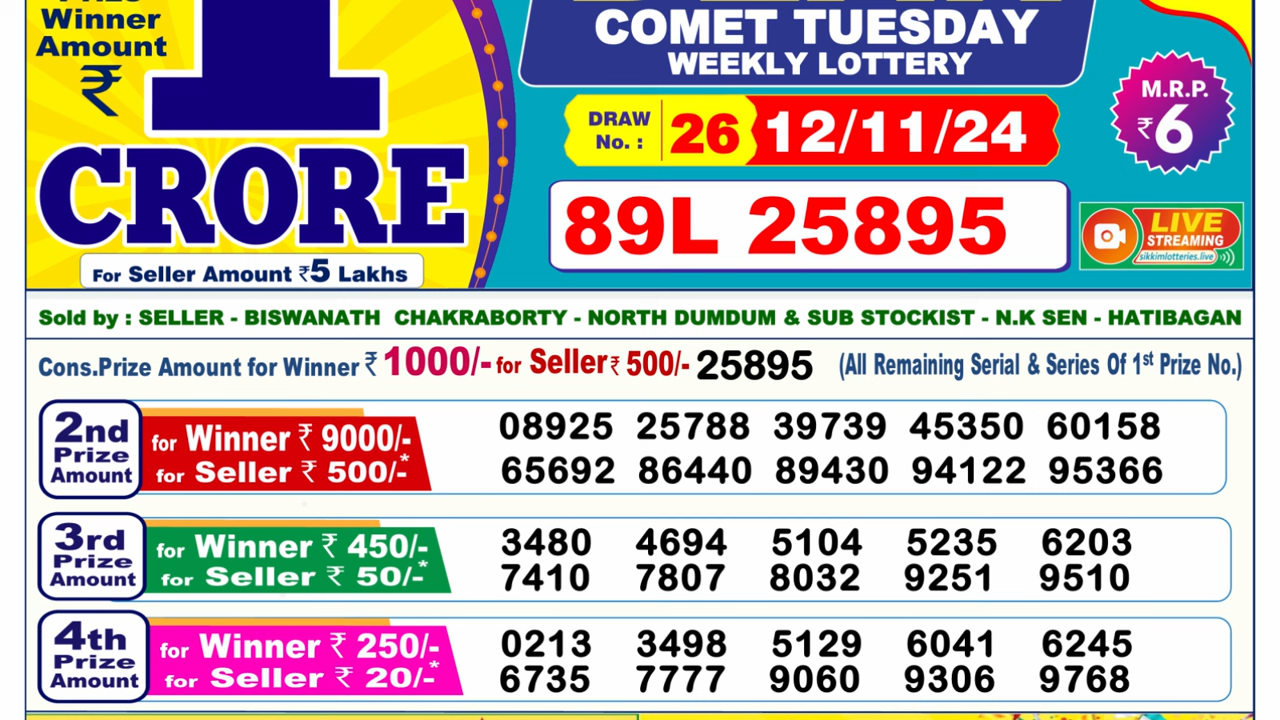 Winner
Amount
₹
1
CRORE
For Seller Amount ₹5 Lakhs
COMET TUESDAY
WEEKLY LOTTERY
DRAW No. : 26 12/11/24
M.R.P.
₹6
89L 25895
LIVE
STREAMING
sikkimlotteries.live
Sold by : SELLER - BISWANATH CHAKRABORTY - NORTH DUMDUM & SUB STOCKIST - N.K SEN - HATIBAGAN
Cons.Prize Amount for Winner ₹ 1000/- for Seller ₹ 500/- 25895 (All Remaining Serial & Series Of 1st Prize No.)
2nd
Prize
Amount
for Winner ₹ 9000/-
for Seller ₹ 500/-*
08925 25788 39739 45350 60158
65692 86440 89430 94122 95366
3rd
Prize
Amount
for Winner ₹ 450/-
for Seller ₹ 50/-*
3480 4694 5104 5235 6203
7410 7807 8032 9251 9510
4th
Prize
Amount
for Winner ₹ 250/-
for Seller ₹ 20/-*
0213 3498 5129 6041 6245
6735 7777 9060 9306 9768